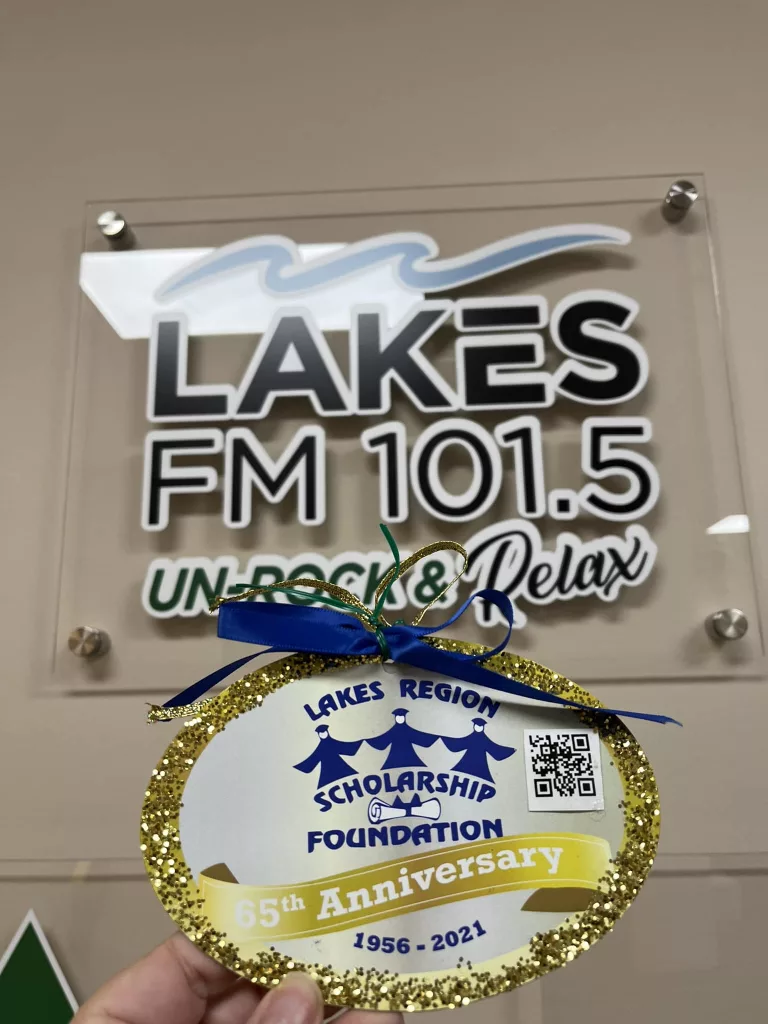 LAKES
FM 101.5
UN-ROCK & Relax
LAKES REGION
SCHOLARSHIP
FOUNDATION
65th Anniversary
1956 - 2021